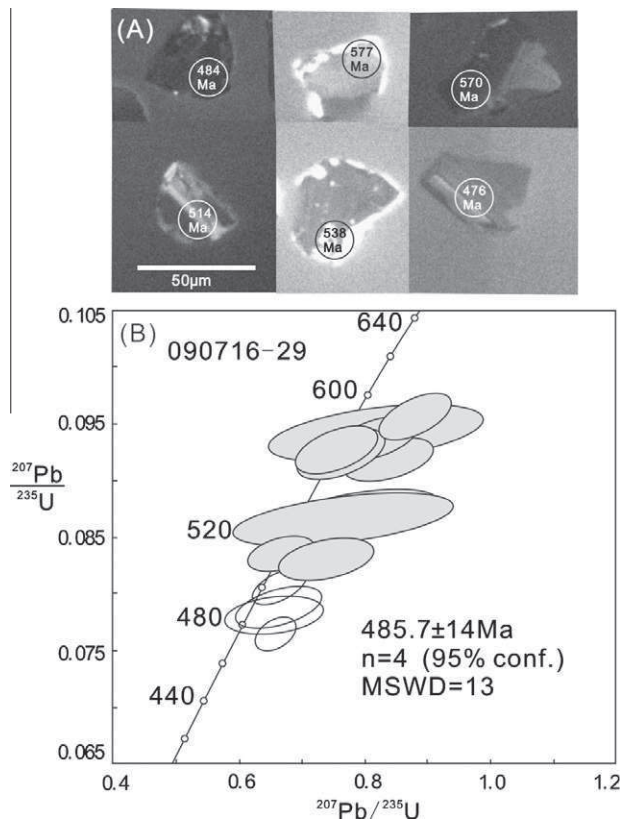 (A)
484
Ma
577
Ma
570
Ma
514
Ma
538
Ma
476
Ma
50μm
(B)
090716-29
640
600
520
480
440
485.7±14Ma
n=4 (95% conf.)
MSWD=13
0.105
0.095
0.085
0.075
0.065
²⁰⁷Pb
²³⁵U
0.4
0.6
0.8
1.0
1.2
²⁰⁷Pb/²³⁵U